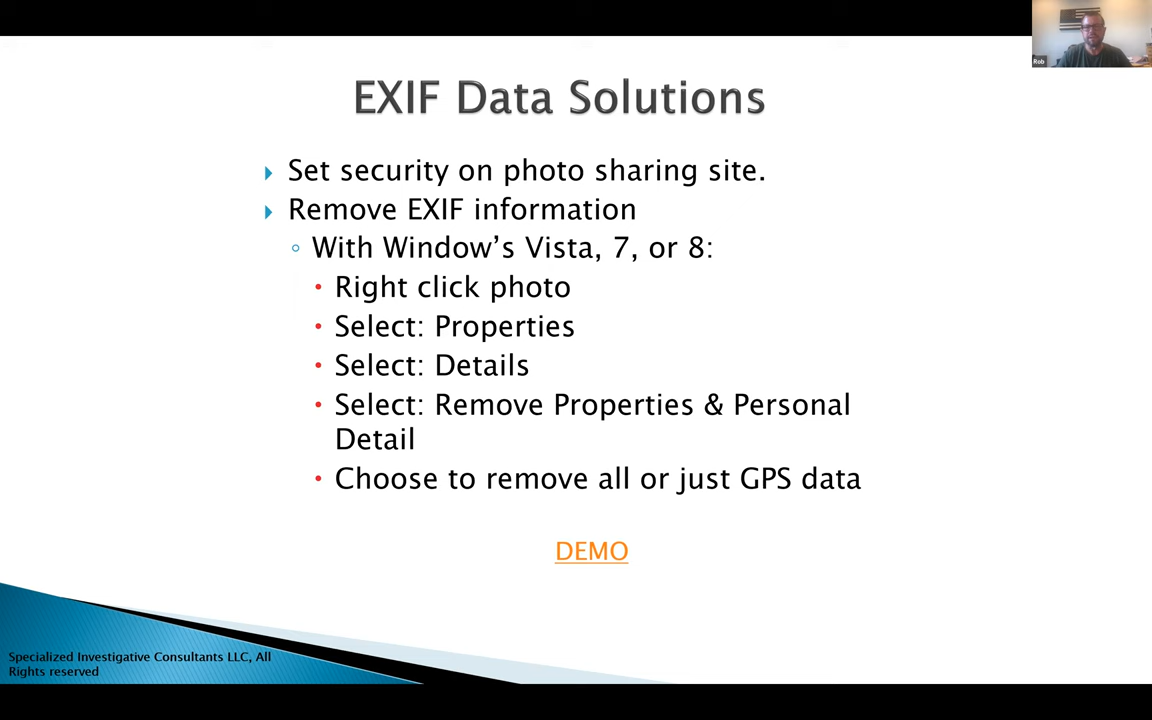 Rob
EXIF Data Solutions
Set security on photo sharing site.
Remove EXIF information
With Window’s Vista, 7, or 8:
Right click photo
Select: Properties
Select: Details
Select: Remove Properties & Personal
Detail
Choose to remove all or just GPS data
DEMO
Specialized Investigative Consultants LLC, All
Rights reserved